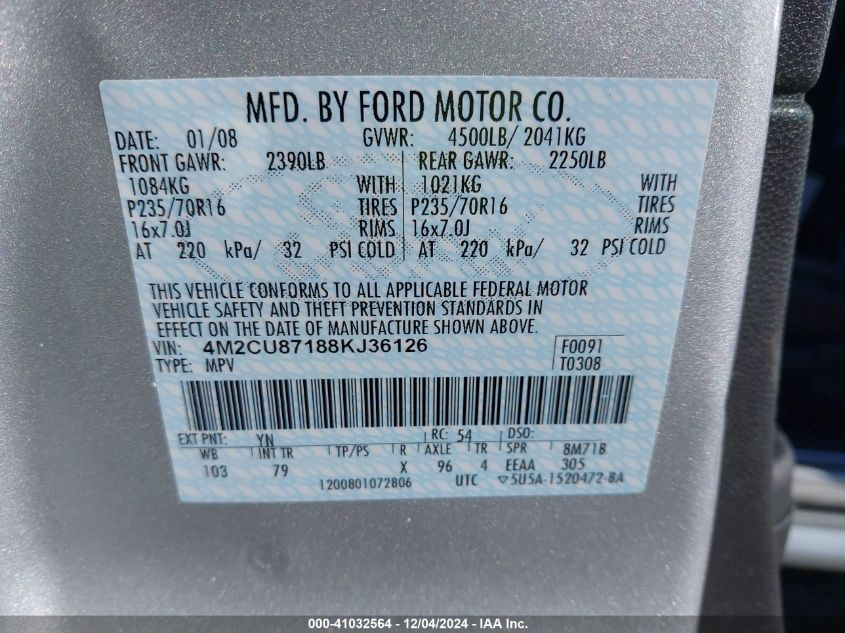 MFD. BY FORD MOTOR CO.
DATE: 01/08 GVWR: 4500LB/ 2041KG
FRONT GAWR: 2390LB REAR GAWR: 2250LB
1084KG WITH 1021KG WITH
P235/70R16 TIRES P235/70R16 TIRES
16x7.0J RIMS 16x7.0J RIMS
AT 220 kPa/ 32 PSI COLD AT 220 kPa/ 32 PSI COLD
THIS VEHICLE CONFORMS TO ALL APPLICABLE FEDERAL MOTOR
VEHICLE SAFETY AND THEFT PREVENTION STANDARDS IN
EFFECT ON THE DATE OF MANUFACTURE SHOWN ABOVE.
VIN: 4M2CU87188KJ36126 F0091
TYPE: MPV T0308
EXT PNT: YN RC: 54 DSO:
WB INT TR TP/PS R AXLE TR SPR 8M71B
103 79 X 96 4 EEAA 305
1200801072806 UTC ▽5U5A-1520472-BA
000-41032564 - 12/04/2024 - IAA Inc.